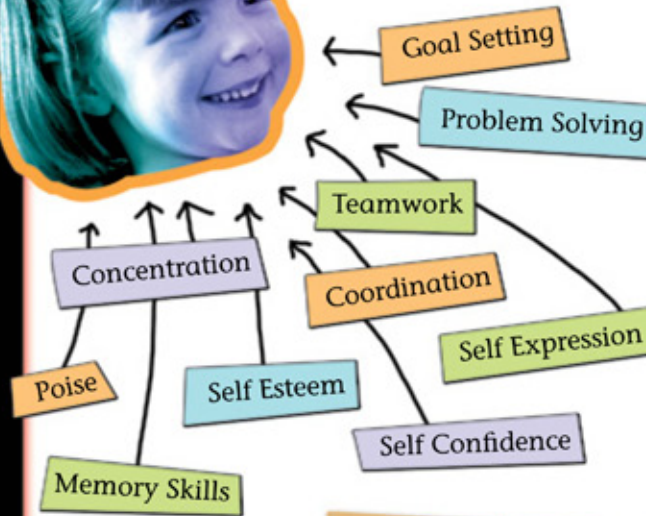 Goal Setting
Problem Solving
Teamwork
Concentration
Coordination
Self Expression
Poise
Self Esteem
Self Confidence
Memory Skills